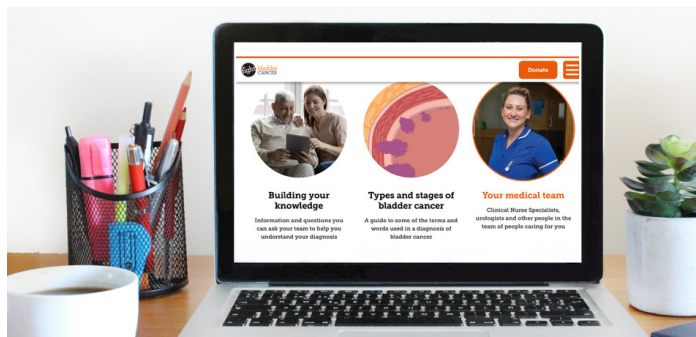 Fight bladder
CANCER
Donate
Building your
knowledge
Information and questions you
can ask your team to help you
understand your diagnosis
Types and stages of
bladder cancer
A guide to some of the terms and
words used in a diagnosis of
bladder cancer
Your medical team
Clinical Nurse Specialists,
urologists and other people in the
team of people caring for you